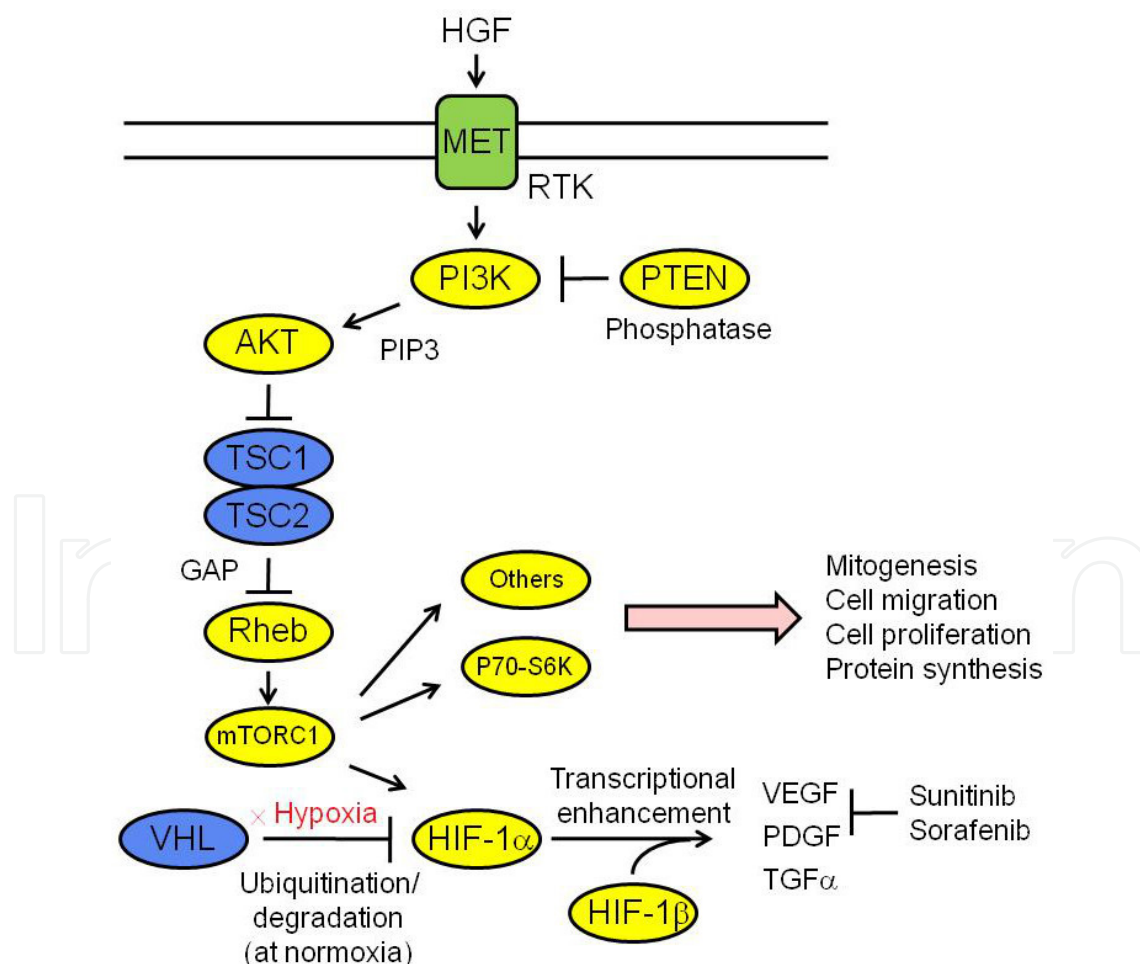 HGF
MET
RTK
PI3K
PTEN
Phosphatase
AKT
PIP3
TSC1
TSC2
GAP
Rheb
Others
P70-S6K
Mitogenesis
Cell migration
Cell proliferation
Protein synthesis
mTORC1
VHL
× Hypoxia
Ubiquitination/
degradation
(at normoxia)
HIF-1α
Transcriptional
enhancement
HIF-1β
VEGF
PDGF
TGFα
Sunitinib
Sorafenib